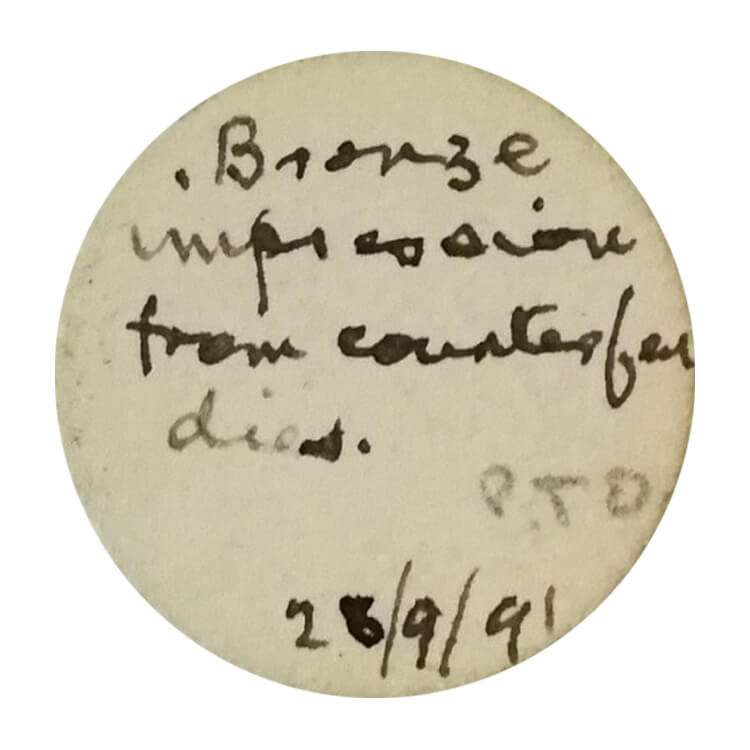 . Bronze
impression
from counterfeit
dies.
P.T.O.
28/9/91